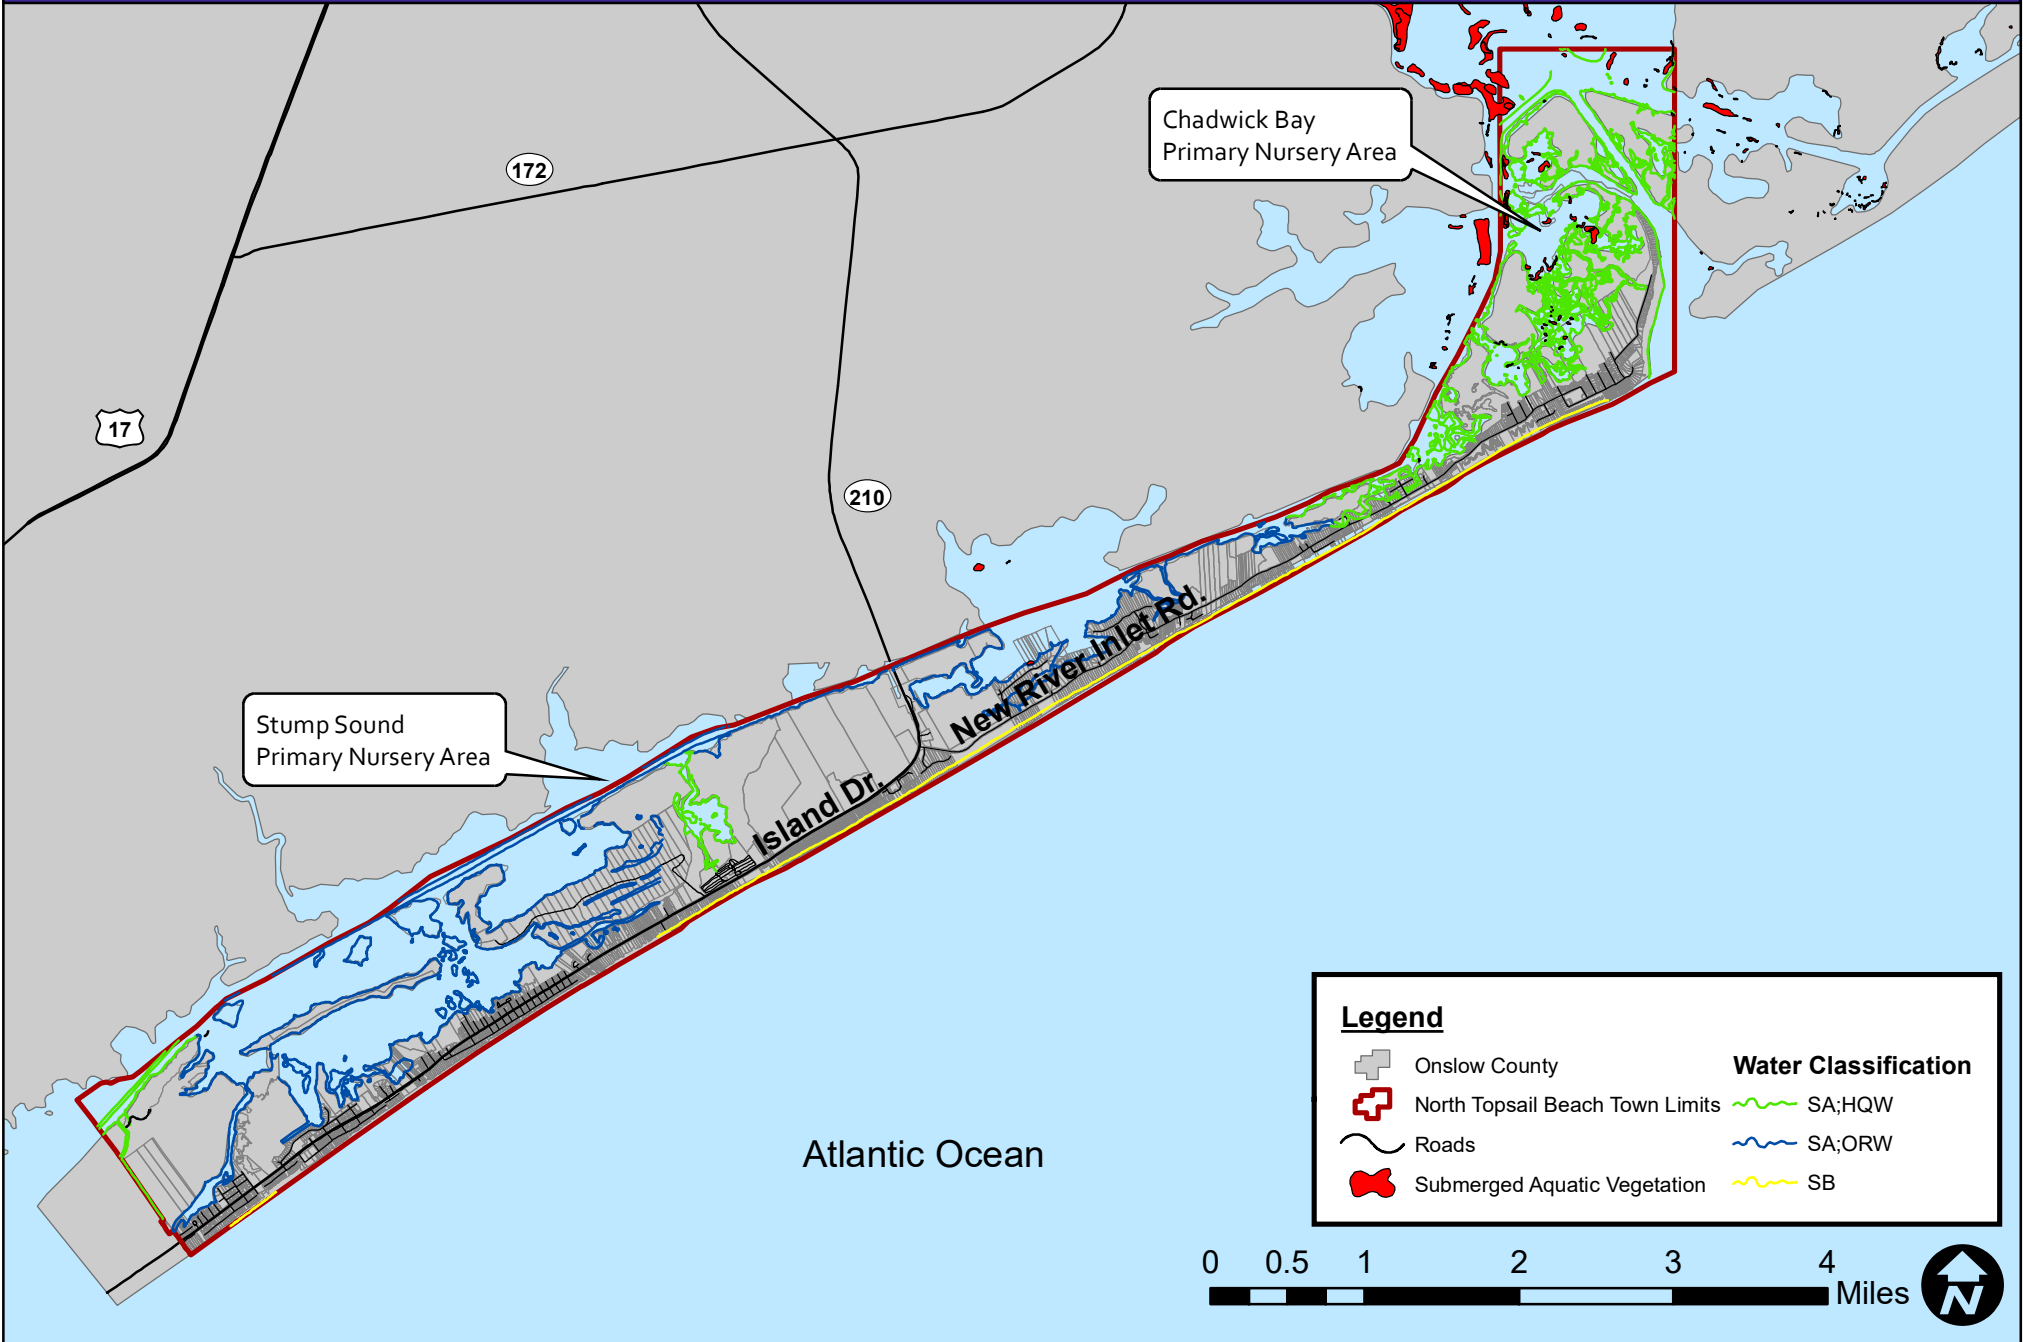 Chadwick Bay
Primary Nursery Area
172
17
210
New River Inlet Rd.
Stump Sound
Primary Nursery Area
Island Dr.
Atlantic Ocean
Legend
Onslow County
North Topsail Beach Town Limits
Roads
Submerged Aquatic Vegetation
Water Classification
SA;HQW
SA;ORW
SB
0 0.5 1 2 3 4
Miles
N